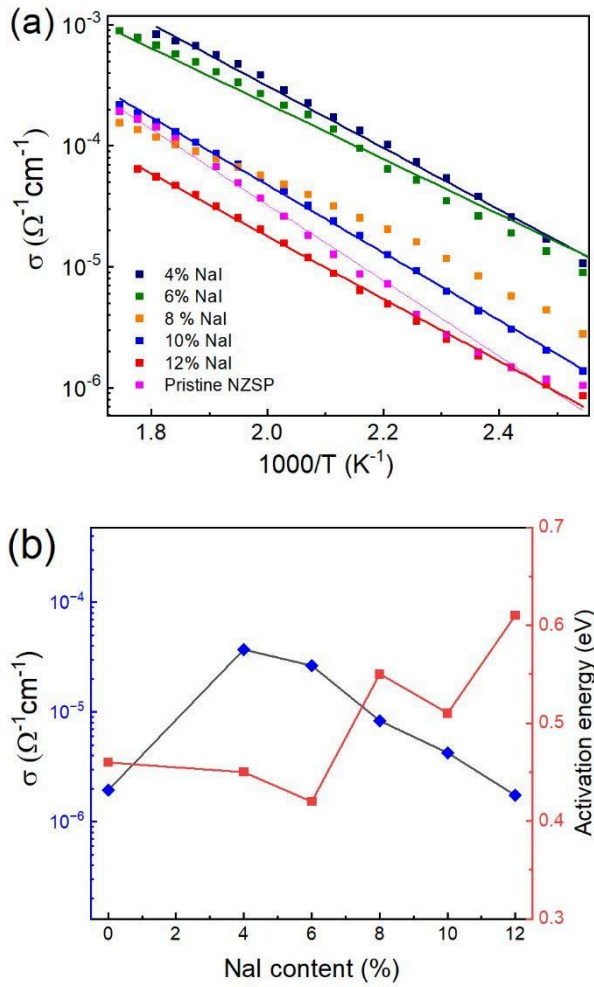 (a)
10⁻³
10⁻⁴
10⁻⁵
10⁻⁶
σ (Ω⁻¹cm⁻¹)
4% NaI
6% NaI
8 % NaI
10% NaI
12% NaI
Pristine NZSP
1.8 2.0 2.2 2.4
1000/T (K⁻¹)
(b)
10⁻⁴
10⁻⁵
10⁻⁶
σ (Ω⁻¹cm⁻¹)
0.7
0.6
0.5
0.4
0.3
Activation energy (eV)
0 2 4 6 8 10 12
NaI content (%)